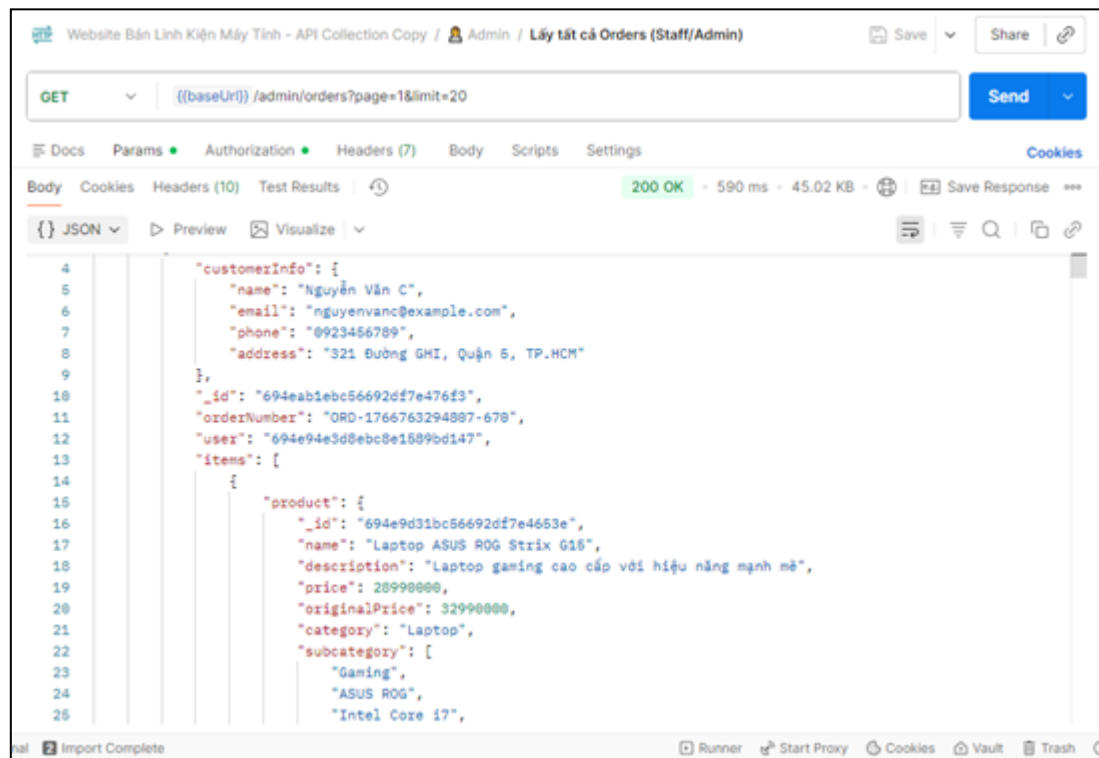 Website Bán Linh Kiện Máy Tính - API Collection Copy / Admin / Lấy tất cả Orders (Staff/Admin) Save Share
GET {{baseUrl}} /admin/orders?page=1&limit=20 Send
Docs Params Authorization Headers (7) Body Scripts Settings Cookies
Body Cookies Headers (10) Test Results 200 OK 590 ms 45.02 KB Save Response
{} JSON Preview Visualize
4 "customerInfo": {
5 "name": "Nguyễn Văn C",
6 "email": "nguyenvanc@example.com",
7 "phone": "0923456789",
8 "address": "321 Đường GHI, Quận 5, TP.HCM"
9 },
10 "_id": "694eab1ebc56692df7e476f3",
11 "orderNumber": "ORD-1766763294807-670",
12 "user": "694e94e3d8ebc8e1589bd147",
13 "items": [
14 {
15 "product": {
16 "_id": "694e9d31bc56692df7e4653e",
17 "name": "Laptop ASUS ROG Strix G15",
18 "description": "Laptop gaming cao cấp với hiệu năng mạnh mẽ",
19 "price": 28990000,
20 "originalPrice": 32990000,
21 "category": "Laptop",
22 "subcategory": [
23 "Gaming",
24 "ASUS ROG",
25 "Intel Core i7",
nal Import Complete Runner Start Proxy Cookies Vault Trash